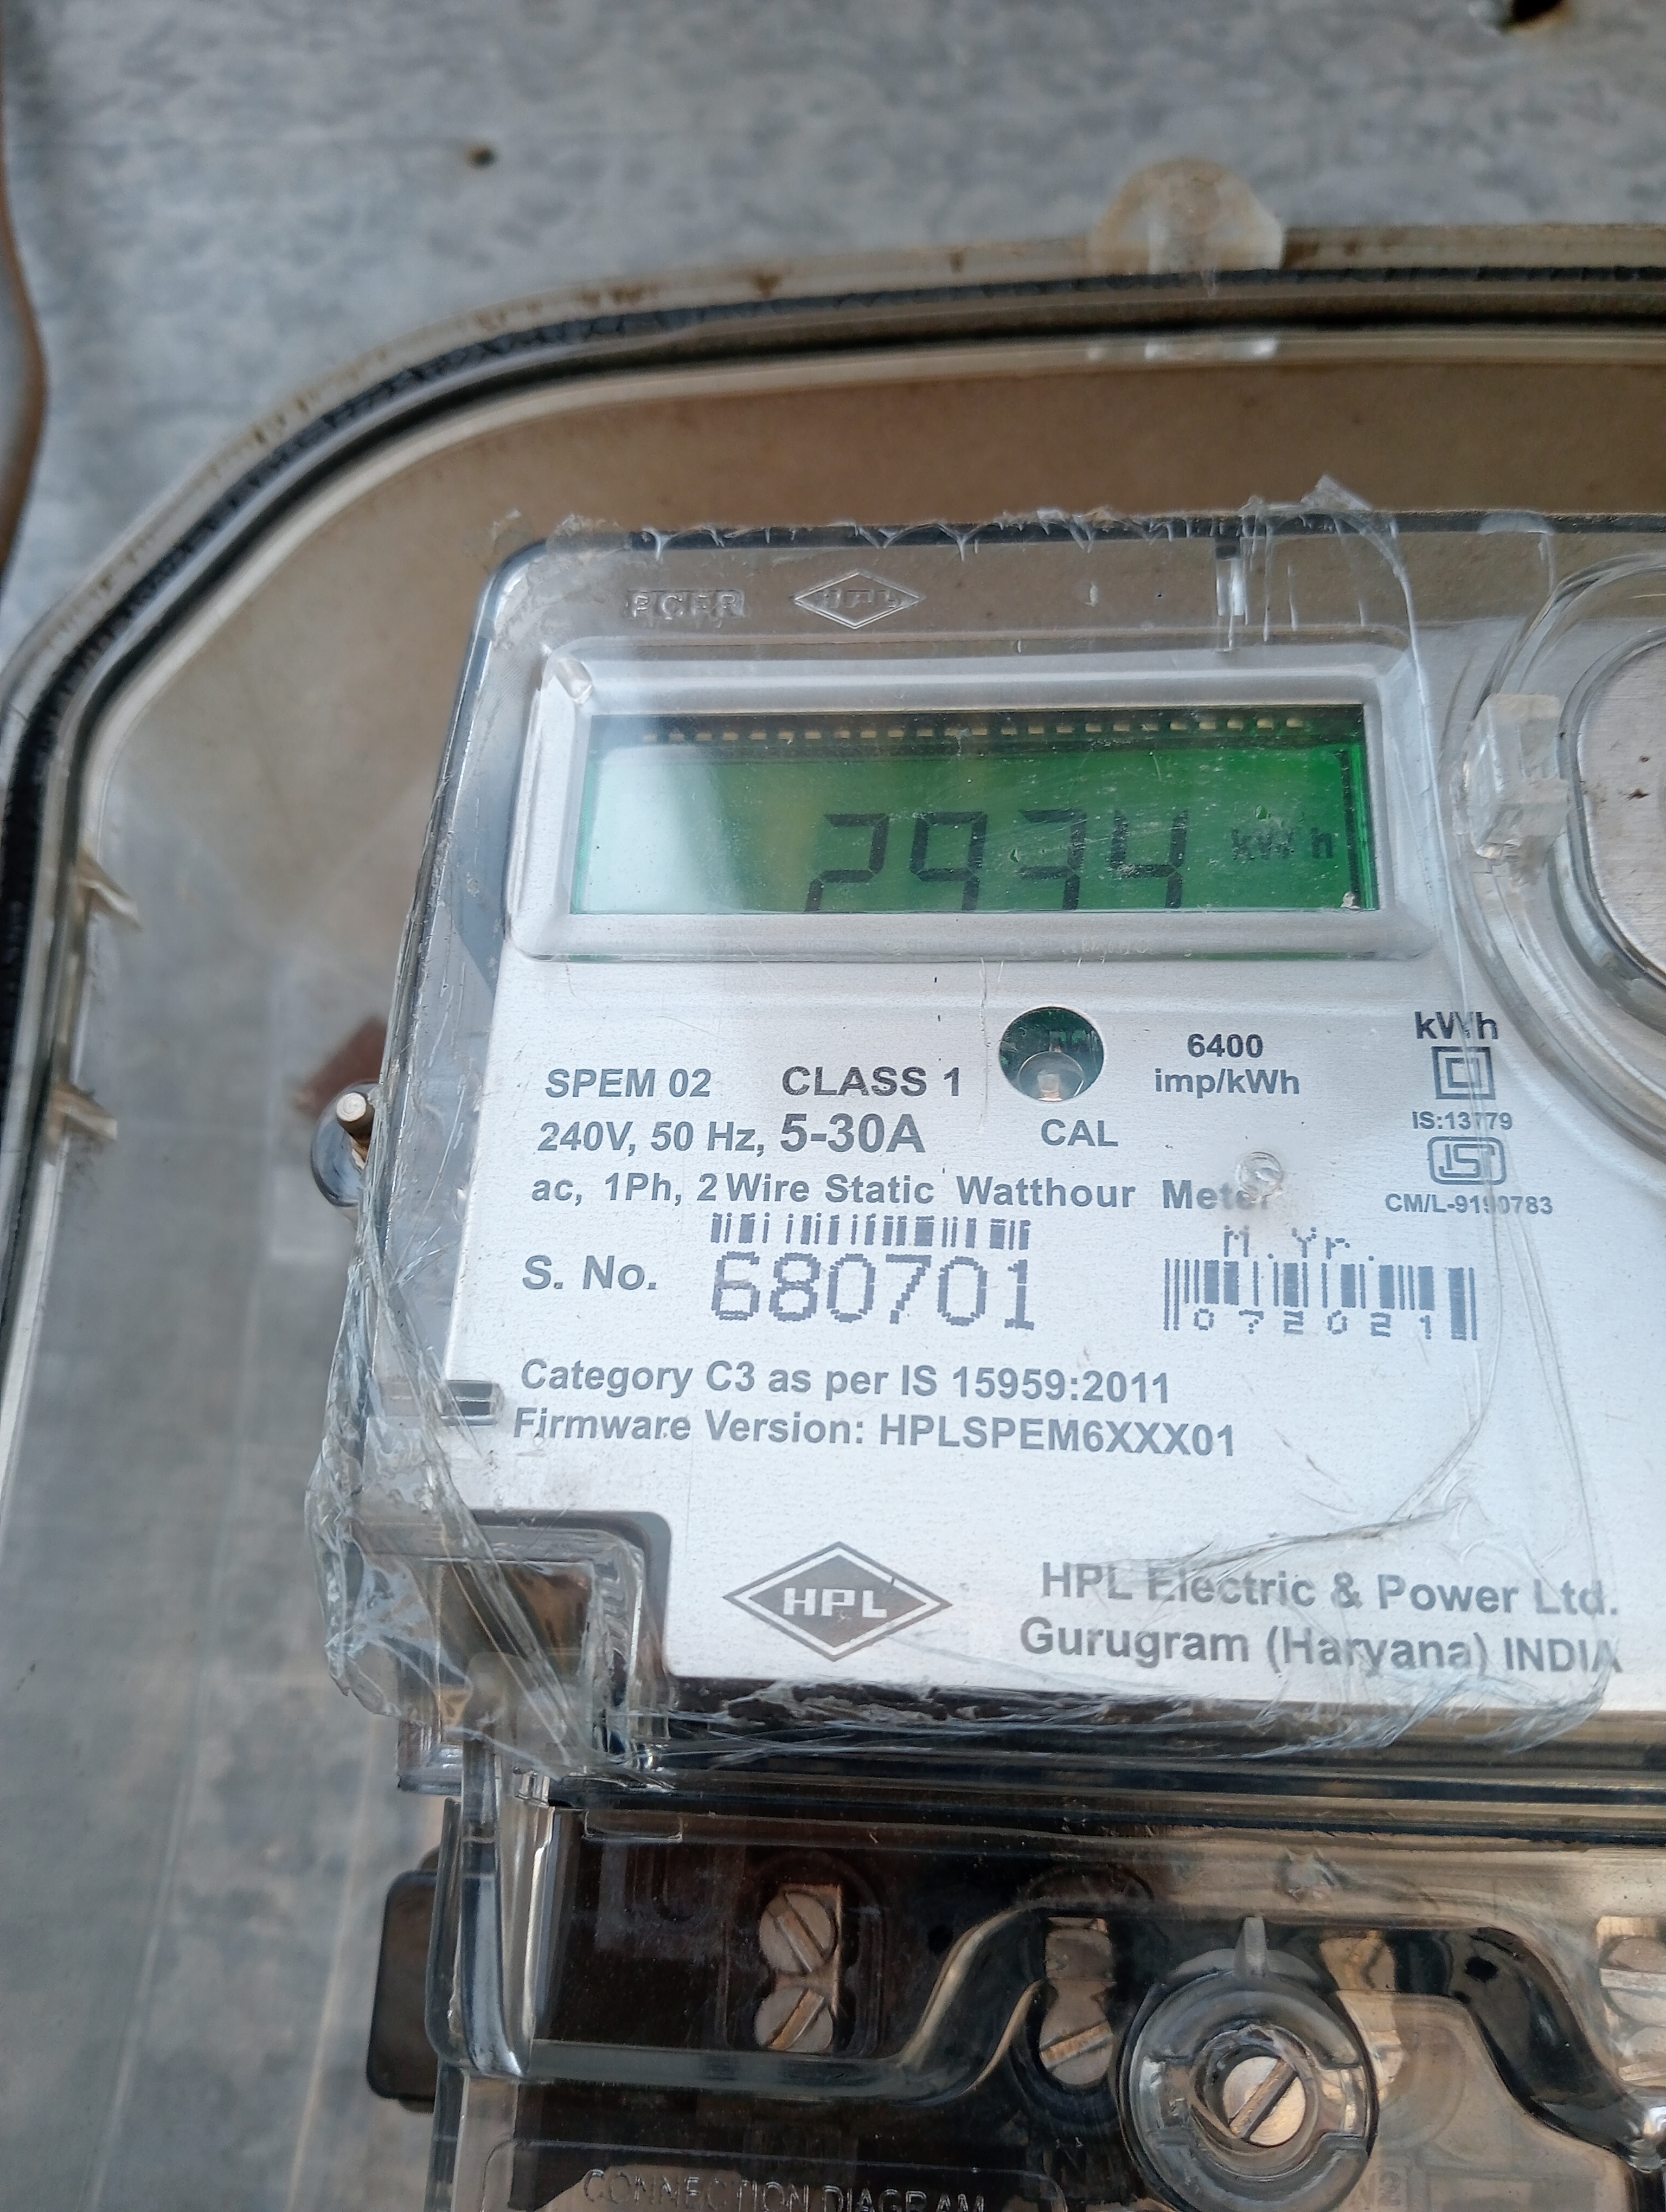 HPL
2934 kWh
6400
imp/kWh
kWh
SPEM 02 CLASS 1
CAL
IS:13779
240V, 50 Hz, 5-30A
ac, 1Ph, 2 Wire Static Watthour Meter
CM/L-9190783
M. Yr.
S. No. 680701
072021
Category C3 as per IS 15959:2011
Firmware Version: HPLSPEM6XXX01
HPL
HPL Electric & Power Ltd.
Gurugram (Haryana) INDIA
CONNECTION DIAGRAM